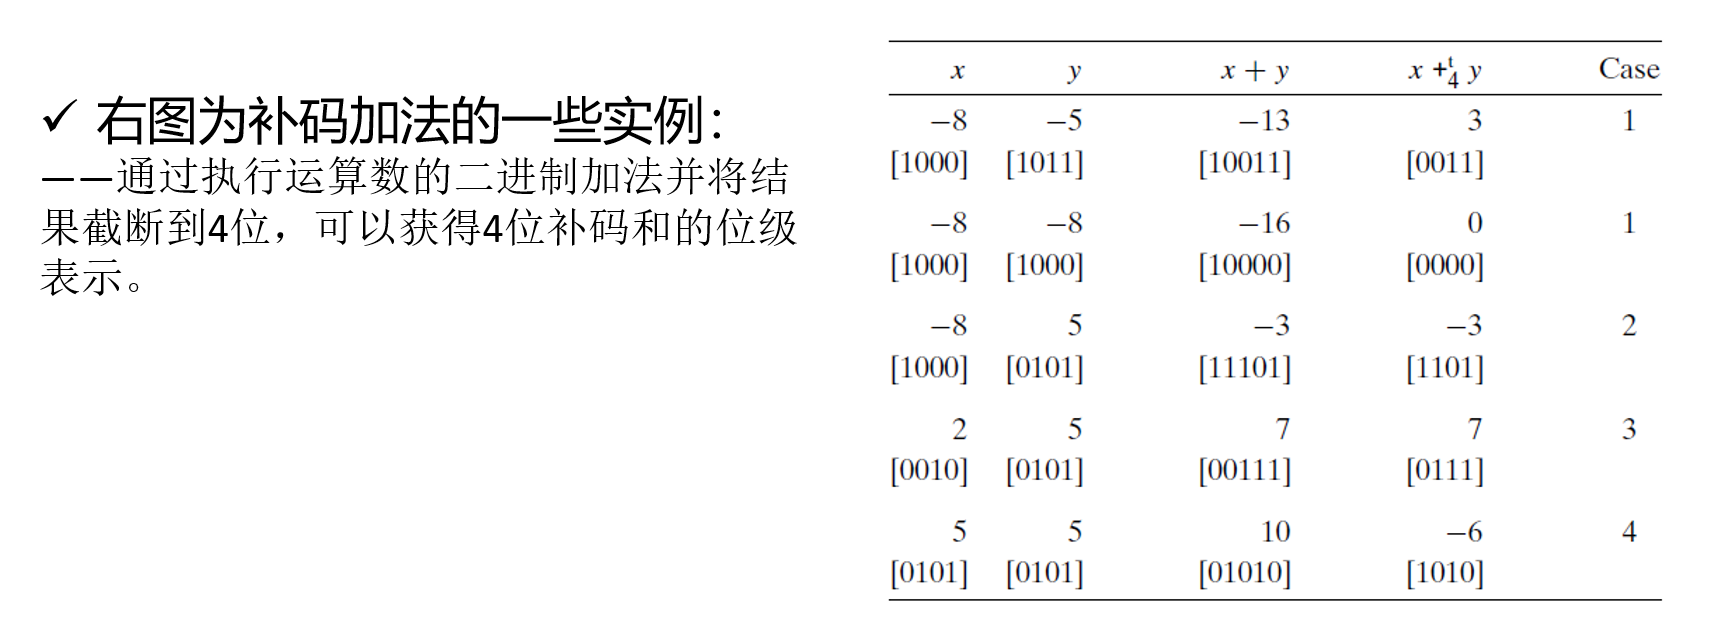 ✓ 右图为补码加法的一些实例：
——通过执行运算数的二进制加法并将结
果截断到4位，可以获得4位补码和的位级
表示。
x y x + y x +ᵗ₄ y Case
−8 −5 −13 3 1
[1000] [1011] [10011] [0011]
−8 −8 −16 0 1
[1000] [1000] [10000] [0000]
−8 5 −3 −3 2
[1000] [0101] [11101] [1101]
2 5 7 7 3
[0010] [0101] [00111] [0111]
5 5 10 −6 4
[0101] [0101] [01010] [1010]